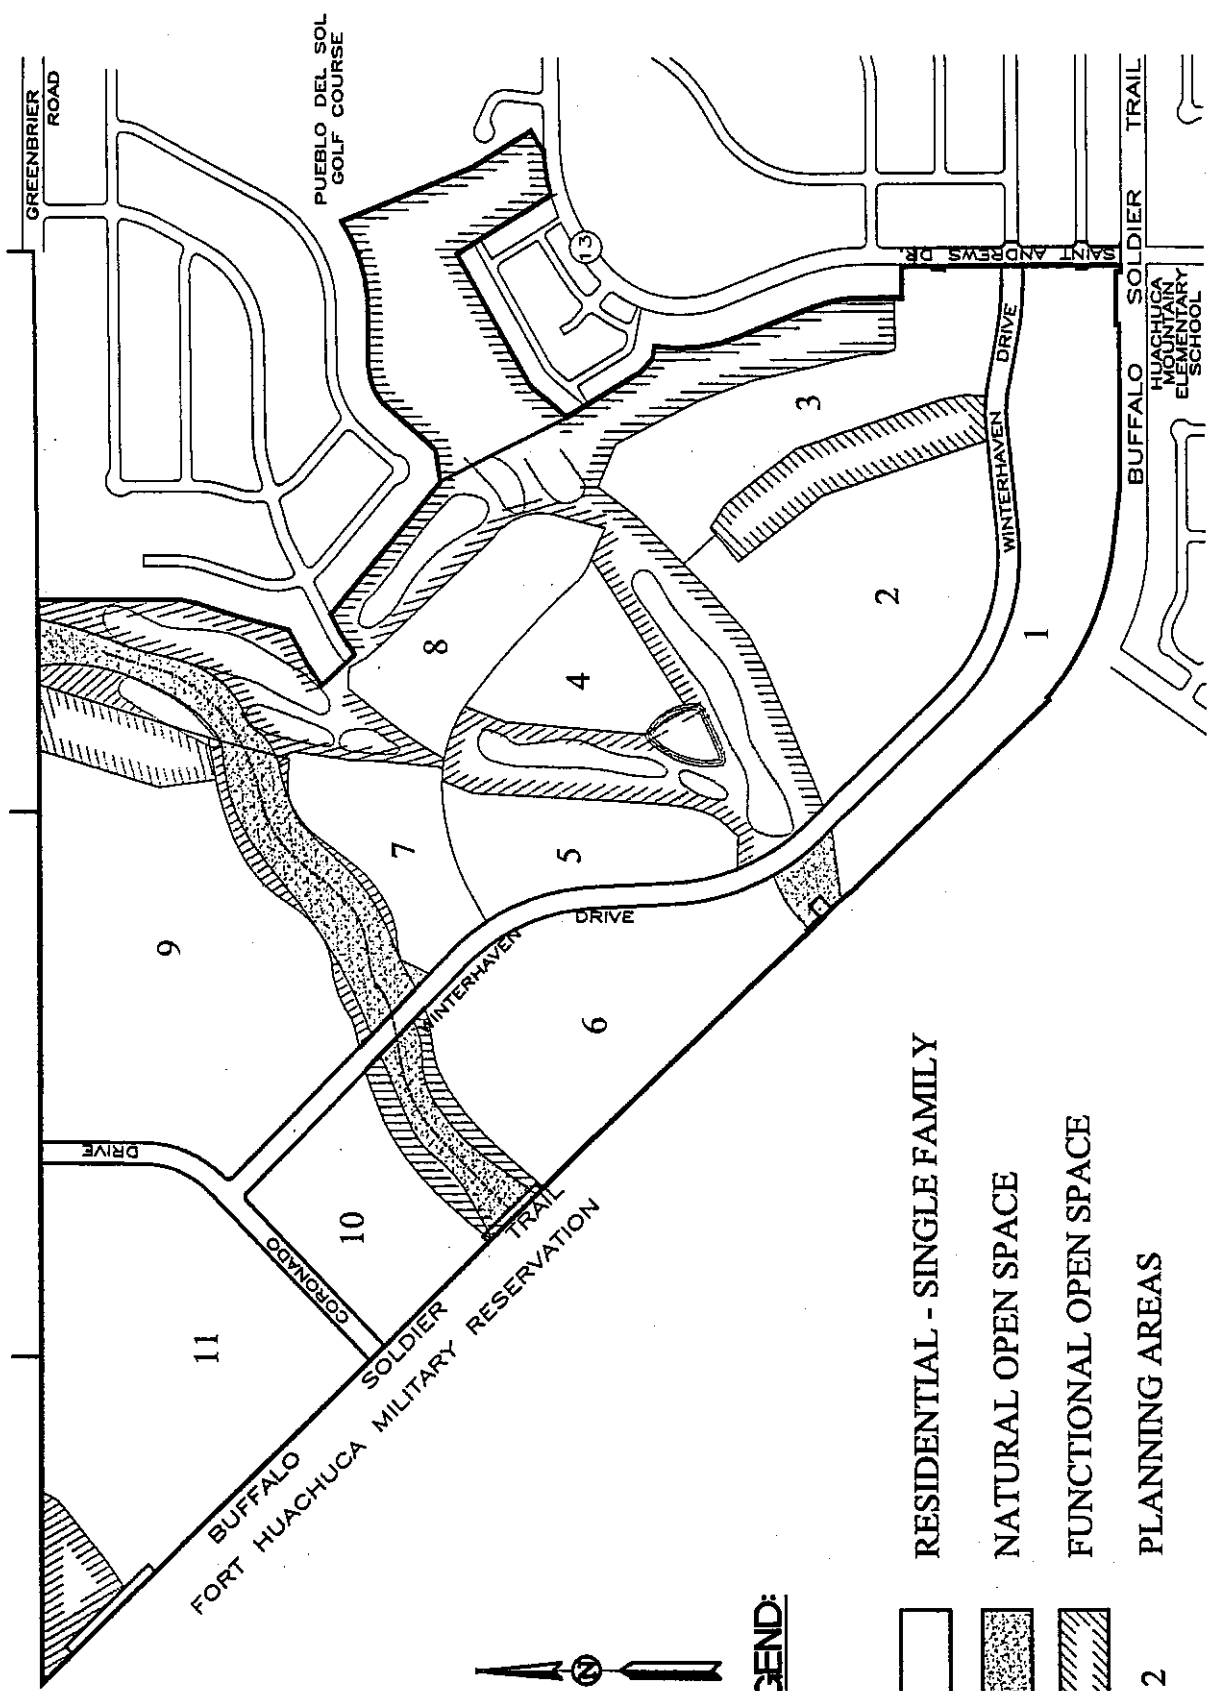 GREENBRIER
ROAD
PUEBLO DEL SOL
GOLF COURSE
13
SAINT ANDREWS DR.
BUFFALO SOLDIER TRAIL
HUACHUCA
MOUNTAIN
ELEMENTARY
SCHOOL
WINTERHAVEN DRIVE
3
2
1
8
4
7
5
9
6
WINTERHAVEN DRIVE
DRIVE
CORONADO
10
11
BUFFALO SOLDIER TRAIL
FORT HUACHUCA MILITARY RESERVATION
N
GEND:
RESIDENTIAL - SINGLE FAMILY
NATURAL OPEN SPACE
FUNCTIONAL OPEN SPACE
2 PLANNING AREAS